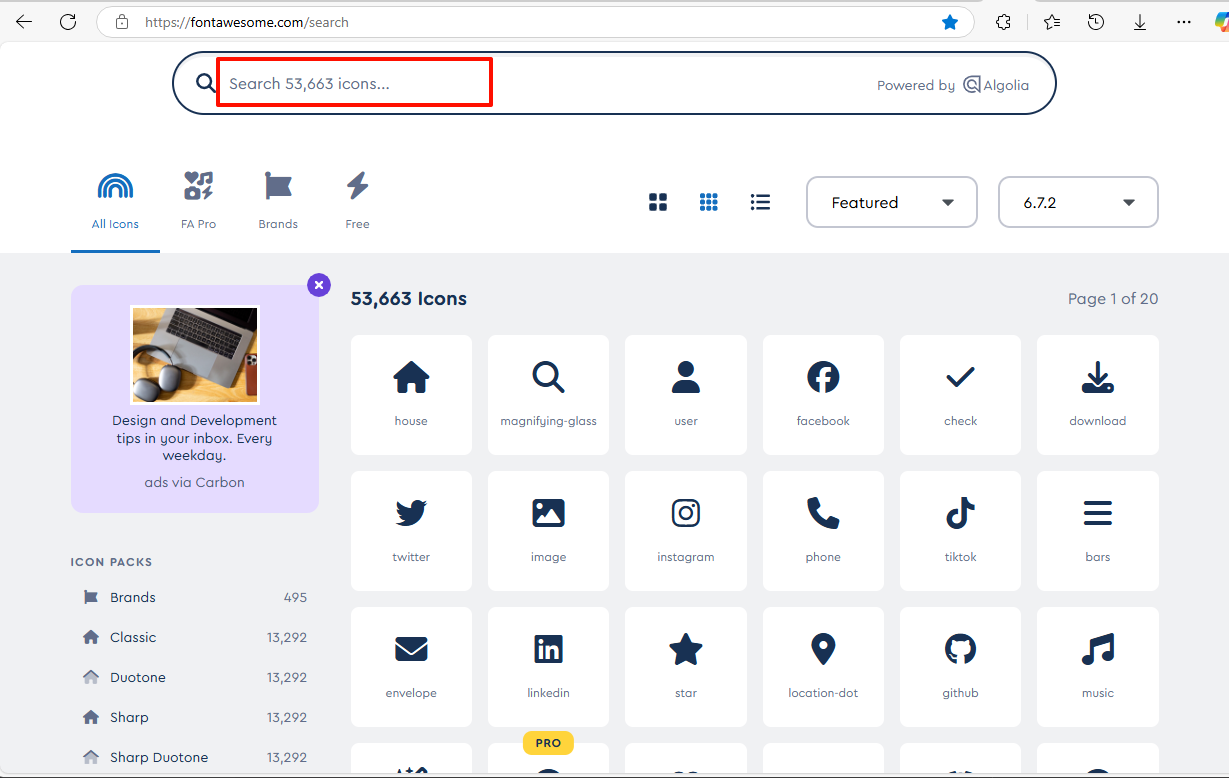 https://fontawesome.com/search
Search 53,663 icons...
Powered by Algolia
All Icons
FA Pro
Brands
Free
Featured
6.7.2
53,663 Icons
Page 1 of 20
Design and Development
tips in your inbox. Every
weekday.
ads via Carbon
house
magnifying-glass
user
facebook
check
download
twitter
image
instagram
phone
tiktok
bars
ICON PACKS
Brands 495
Classic 13,292
Duotone 13,292
Sharp 13,292
Sharp Duotone 13,292
envelope
linkedin
star
location-dot
github
music
PRO